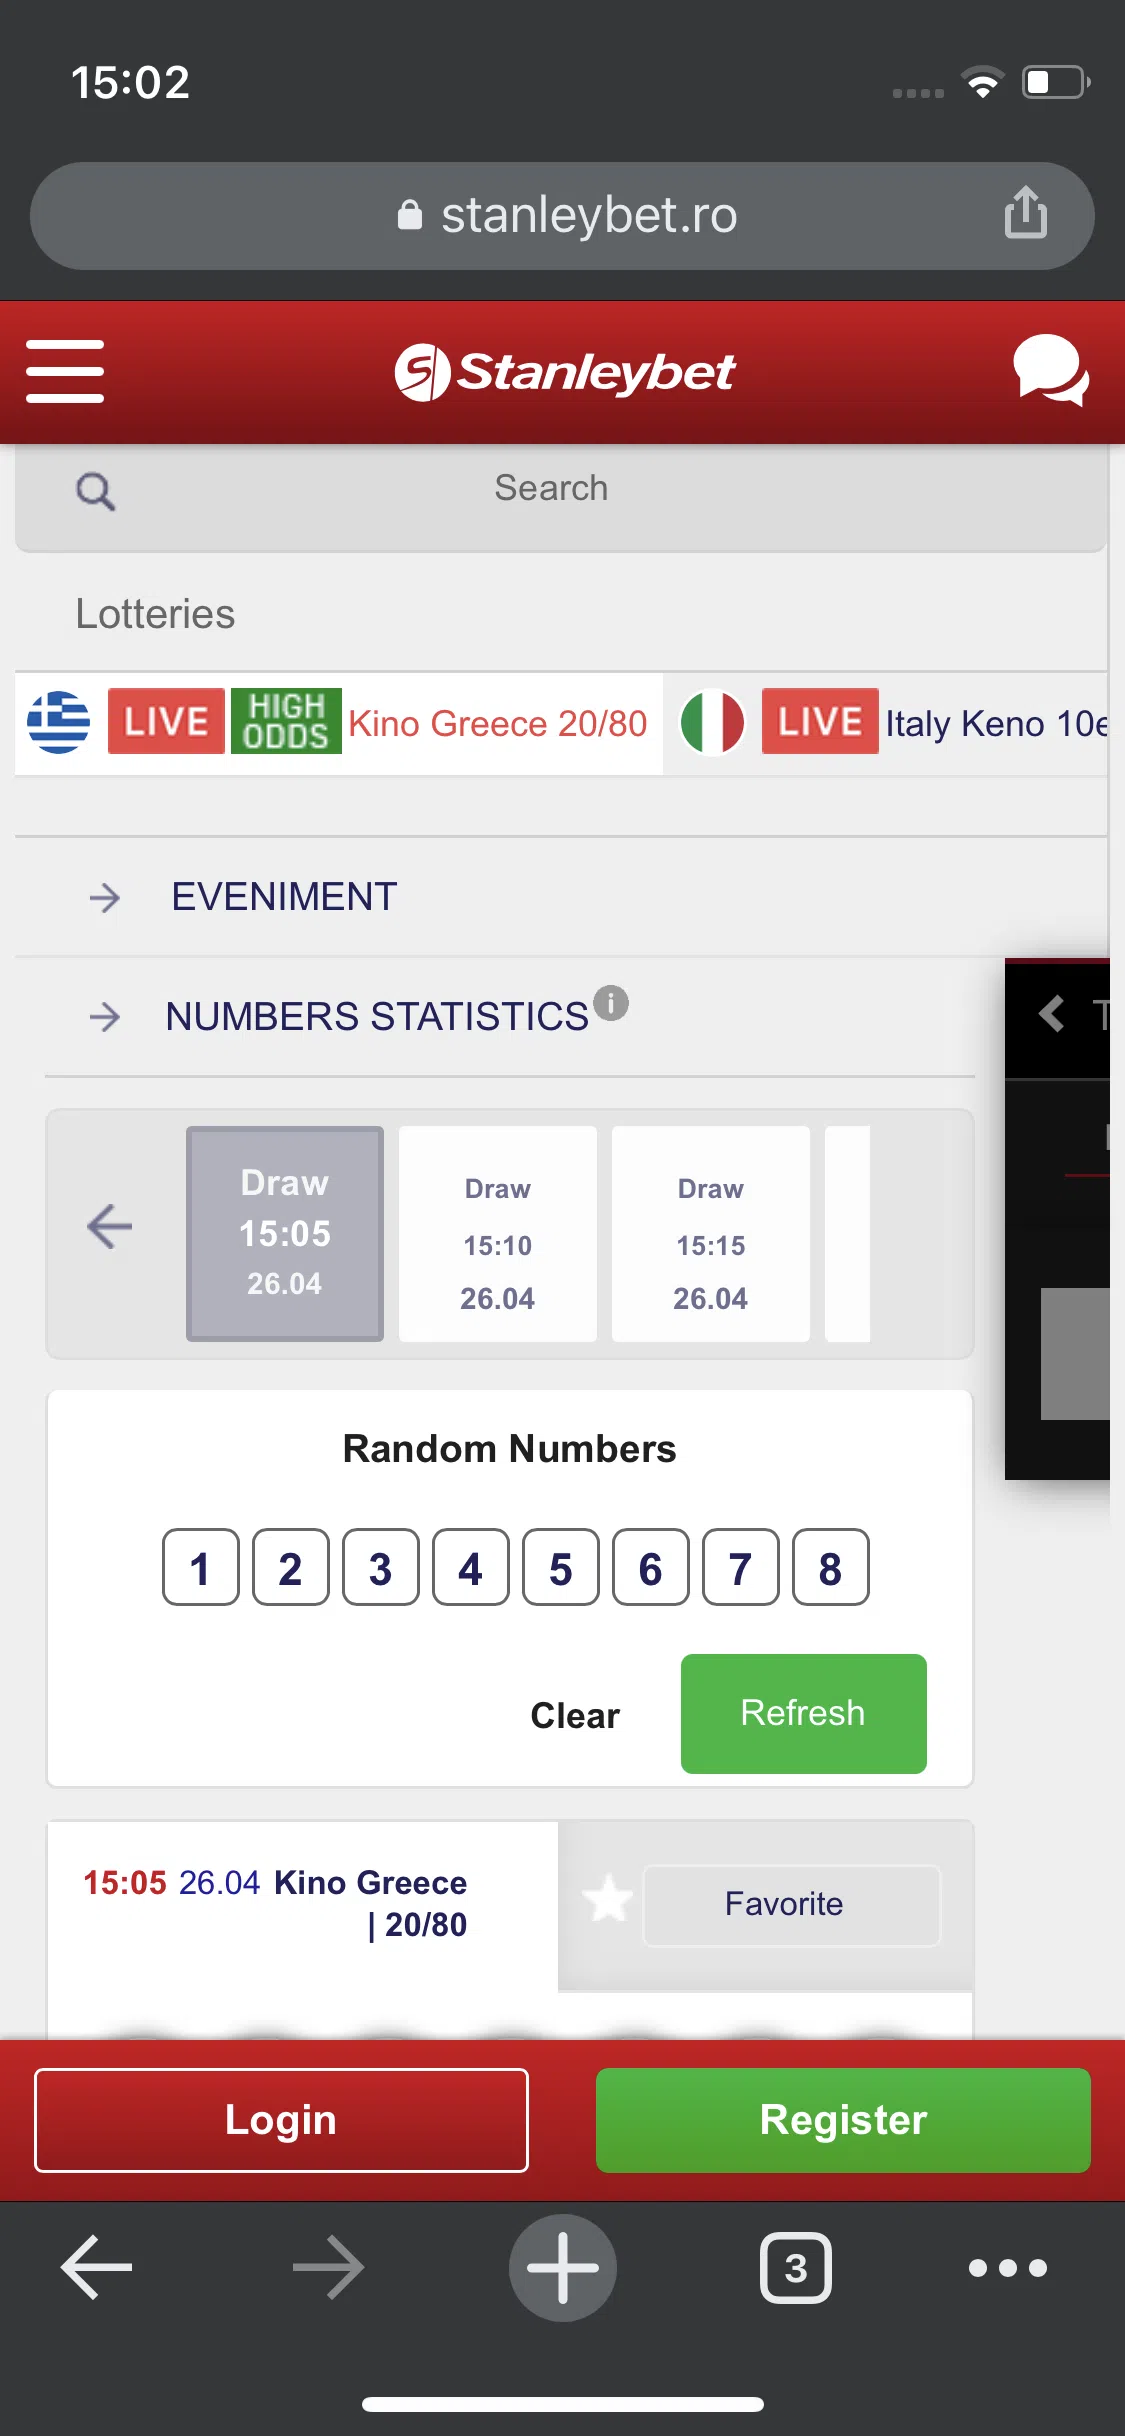 15:02
stanleybet.ro
Stanleybet
Search
Lotteries
LIVE HIGH ODDS Kino Greece 20/80 LIVE Italy Keno 10e
EVENIMENT
NUMBERS STATISTICS i
Draw 15:05 26.04
Draw 15:10 26.04
Draw 15:15 26.04
Random Numbers
1 2 3 4 5 6 7 8
Clear Refresh
15:05 26.04 Kino Greece
| 20/80
Favorite
Login Register
3